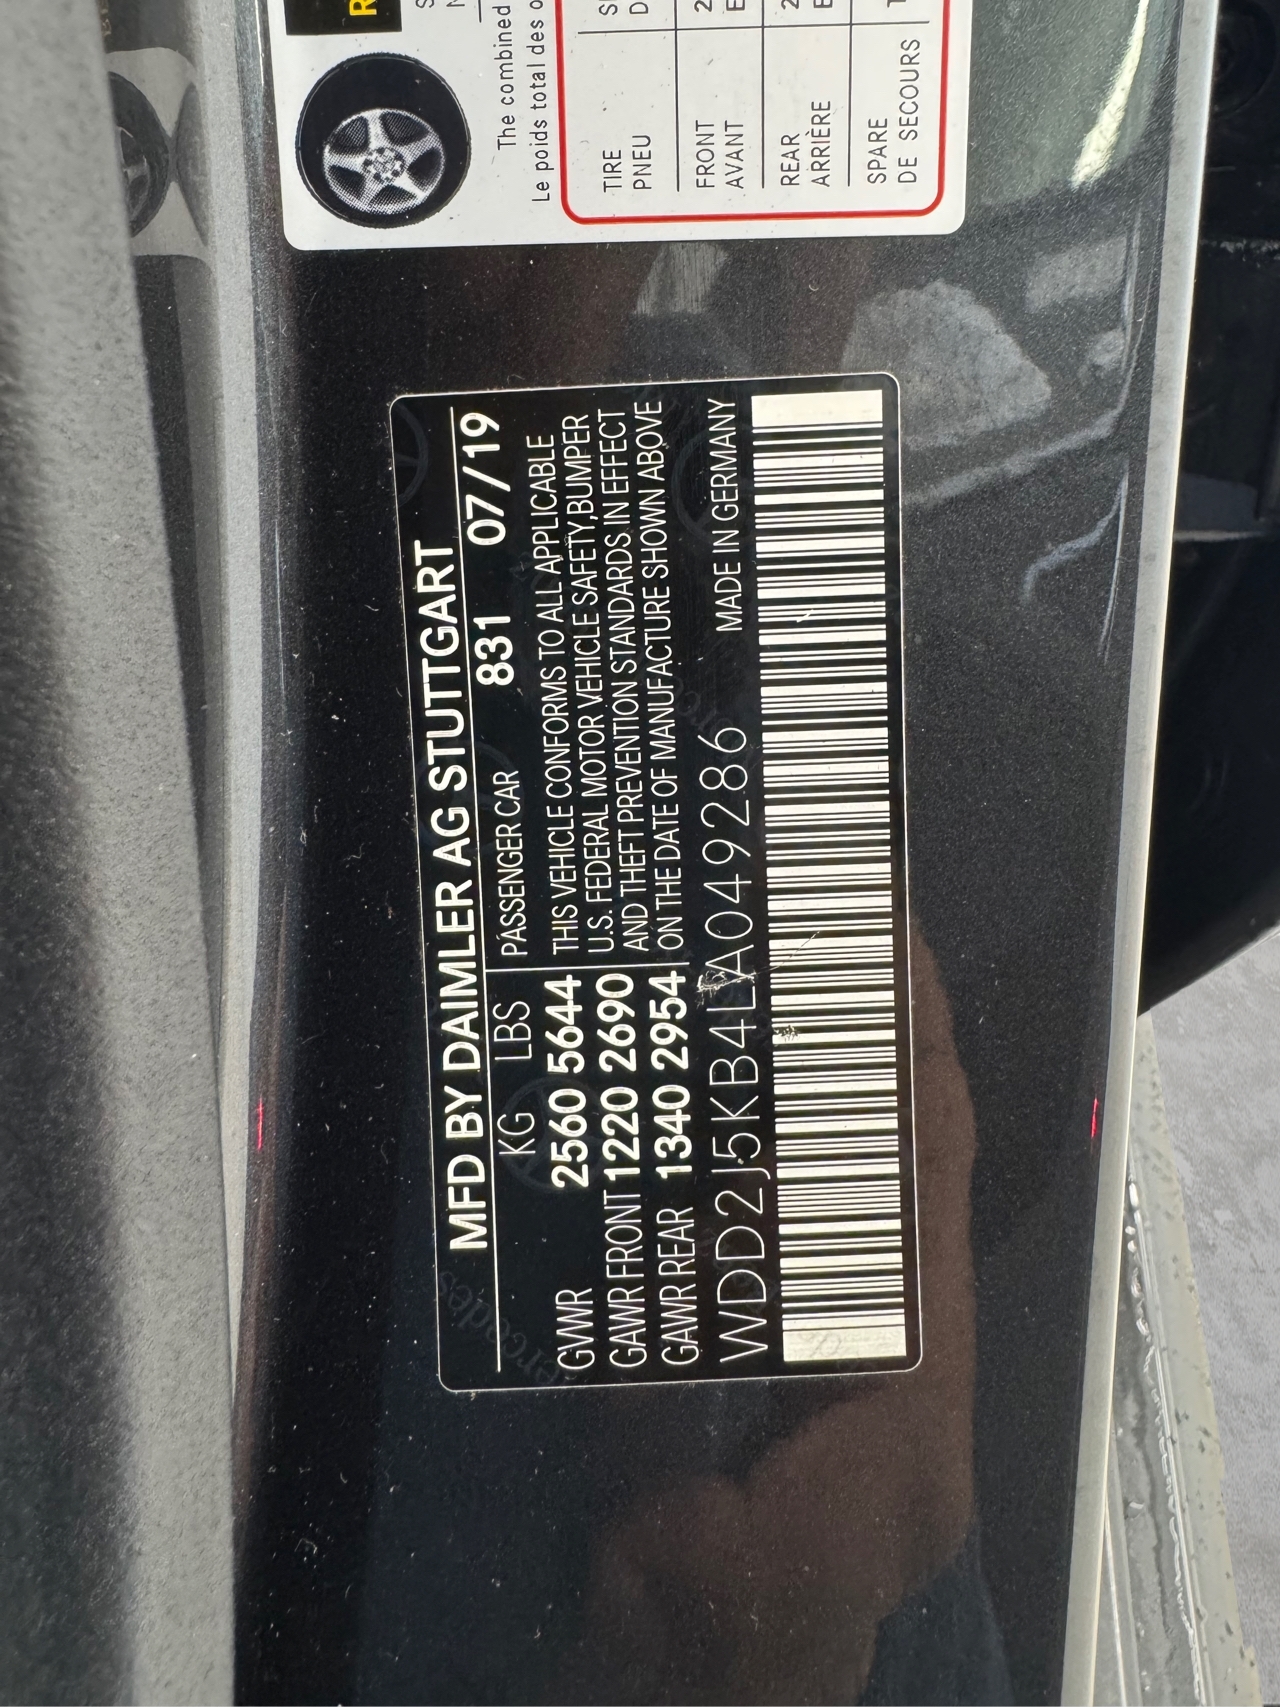 MFD BY DAIMLER AG STUTTGART
KG LBS PASSENGER CAR 831 07/19
GVWR 2560 5644 THIS VEHICLE CONFORMS TO ALL APPLICABLE
U.S. FEDERAL MOTOR VEHICLE SAFETY,BUMPER
GAWR FRONT 1220 2690 AND THEFT PREVENTION STANDARDS IN EFFECT
GAWR REAR 1340 2954 ON THE DATE OF MANUFACTURE SHOWN ABOVE
WDD2J5KB4LA049286 MADE IN GERMANY
The combined
Le poids total des
TIRE
PNEU
FRONT
AVANT
REAR
ARRIÈRE
SPARE
DE SECOURS